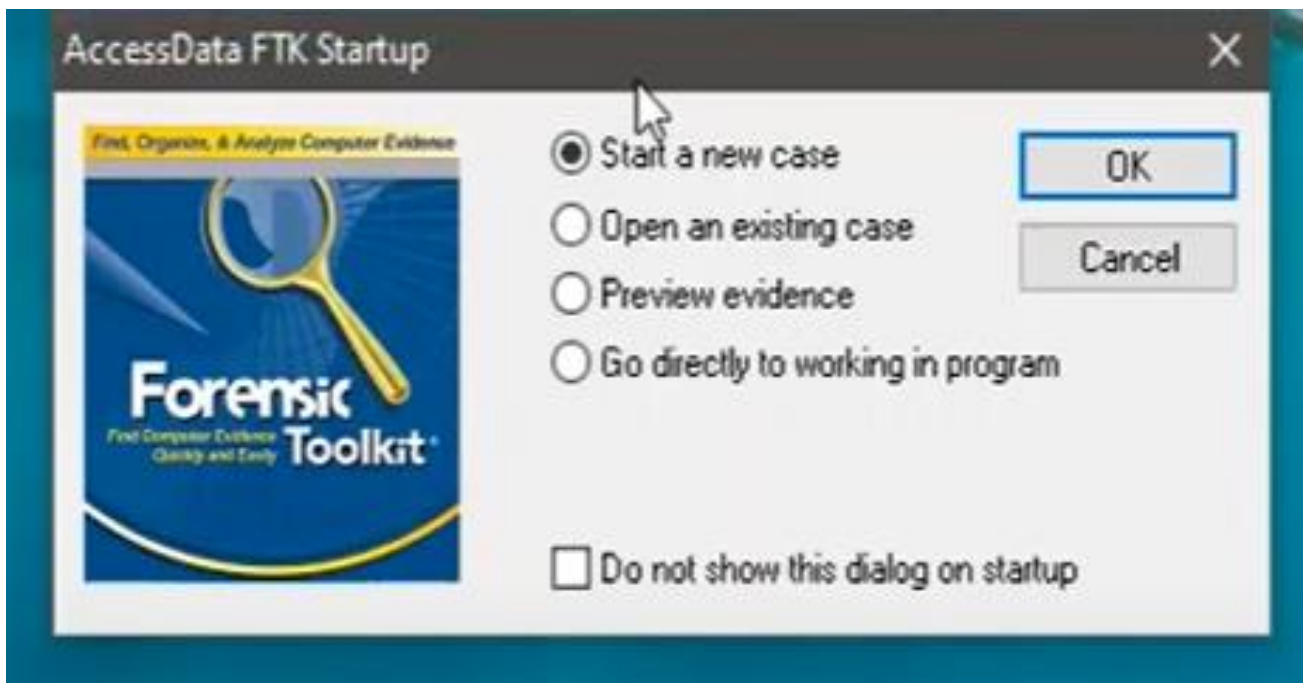 AccessData FTK Startup
Find, Organize, & Analyze Computer Evidence
Forensic
Find Computer Evidence
Quickly and Easily
Toolkit®
Start a new case
Open an existing case
Preview evidence
Go directly to working in program
Do not show this dialog on startup
OK
Cancel